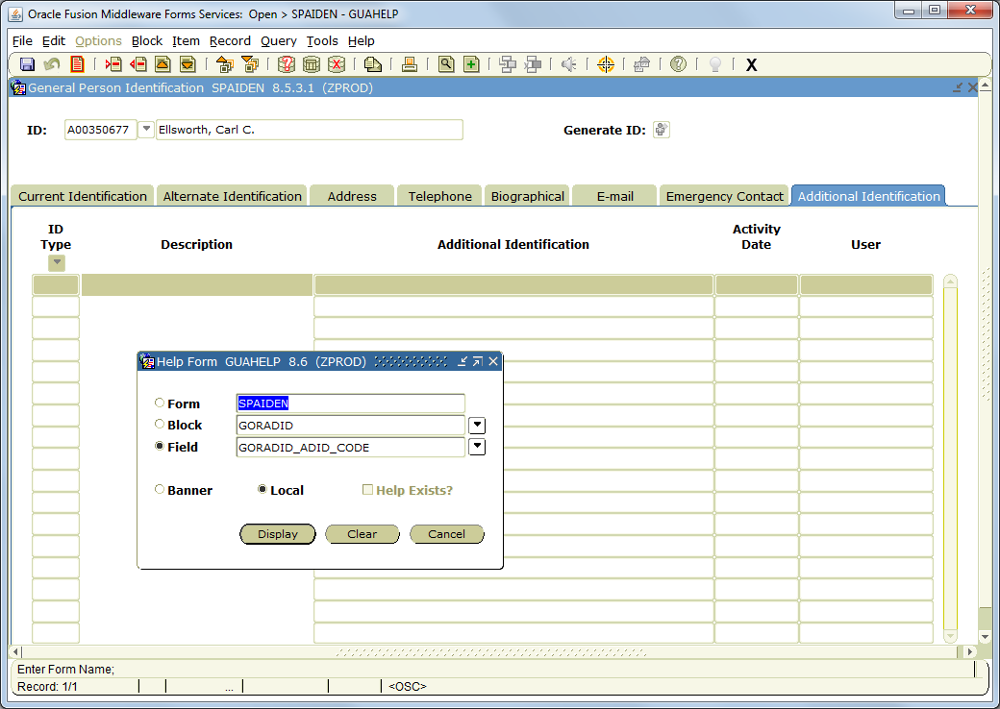 Oracle Fusion Middleware Forms Services: Open > SPAIDEN - GUAHELP
File Edit Options Block Item Record Query Tools Help
General Person Identification SPAIDEN 8.5.3.1 (ZPROD)
ID: A00350677 Ellsworth, Carl C. Generate ID:
Current Identification Alternate Identification Address Telephone Biographical E-mail Emergency Contact Additional Identification
ID Type Description Additional Identification Activity Date User
Help Form GUAHELP 8.6 (ZPROD)
Form SPAIDEN
Block GORADID
Field GORADID_ADID_CODE
Banner Local Help Exists?
Display Clear Cancel
Enter Form Name;
Record: 1/1 ... <OSC>